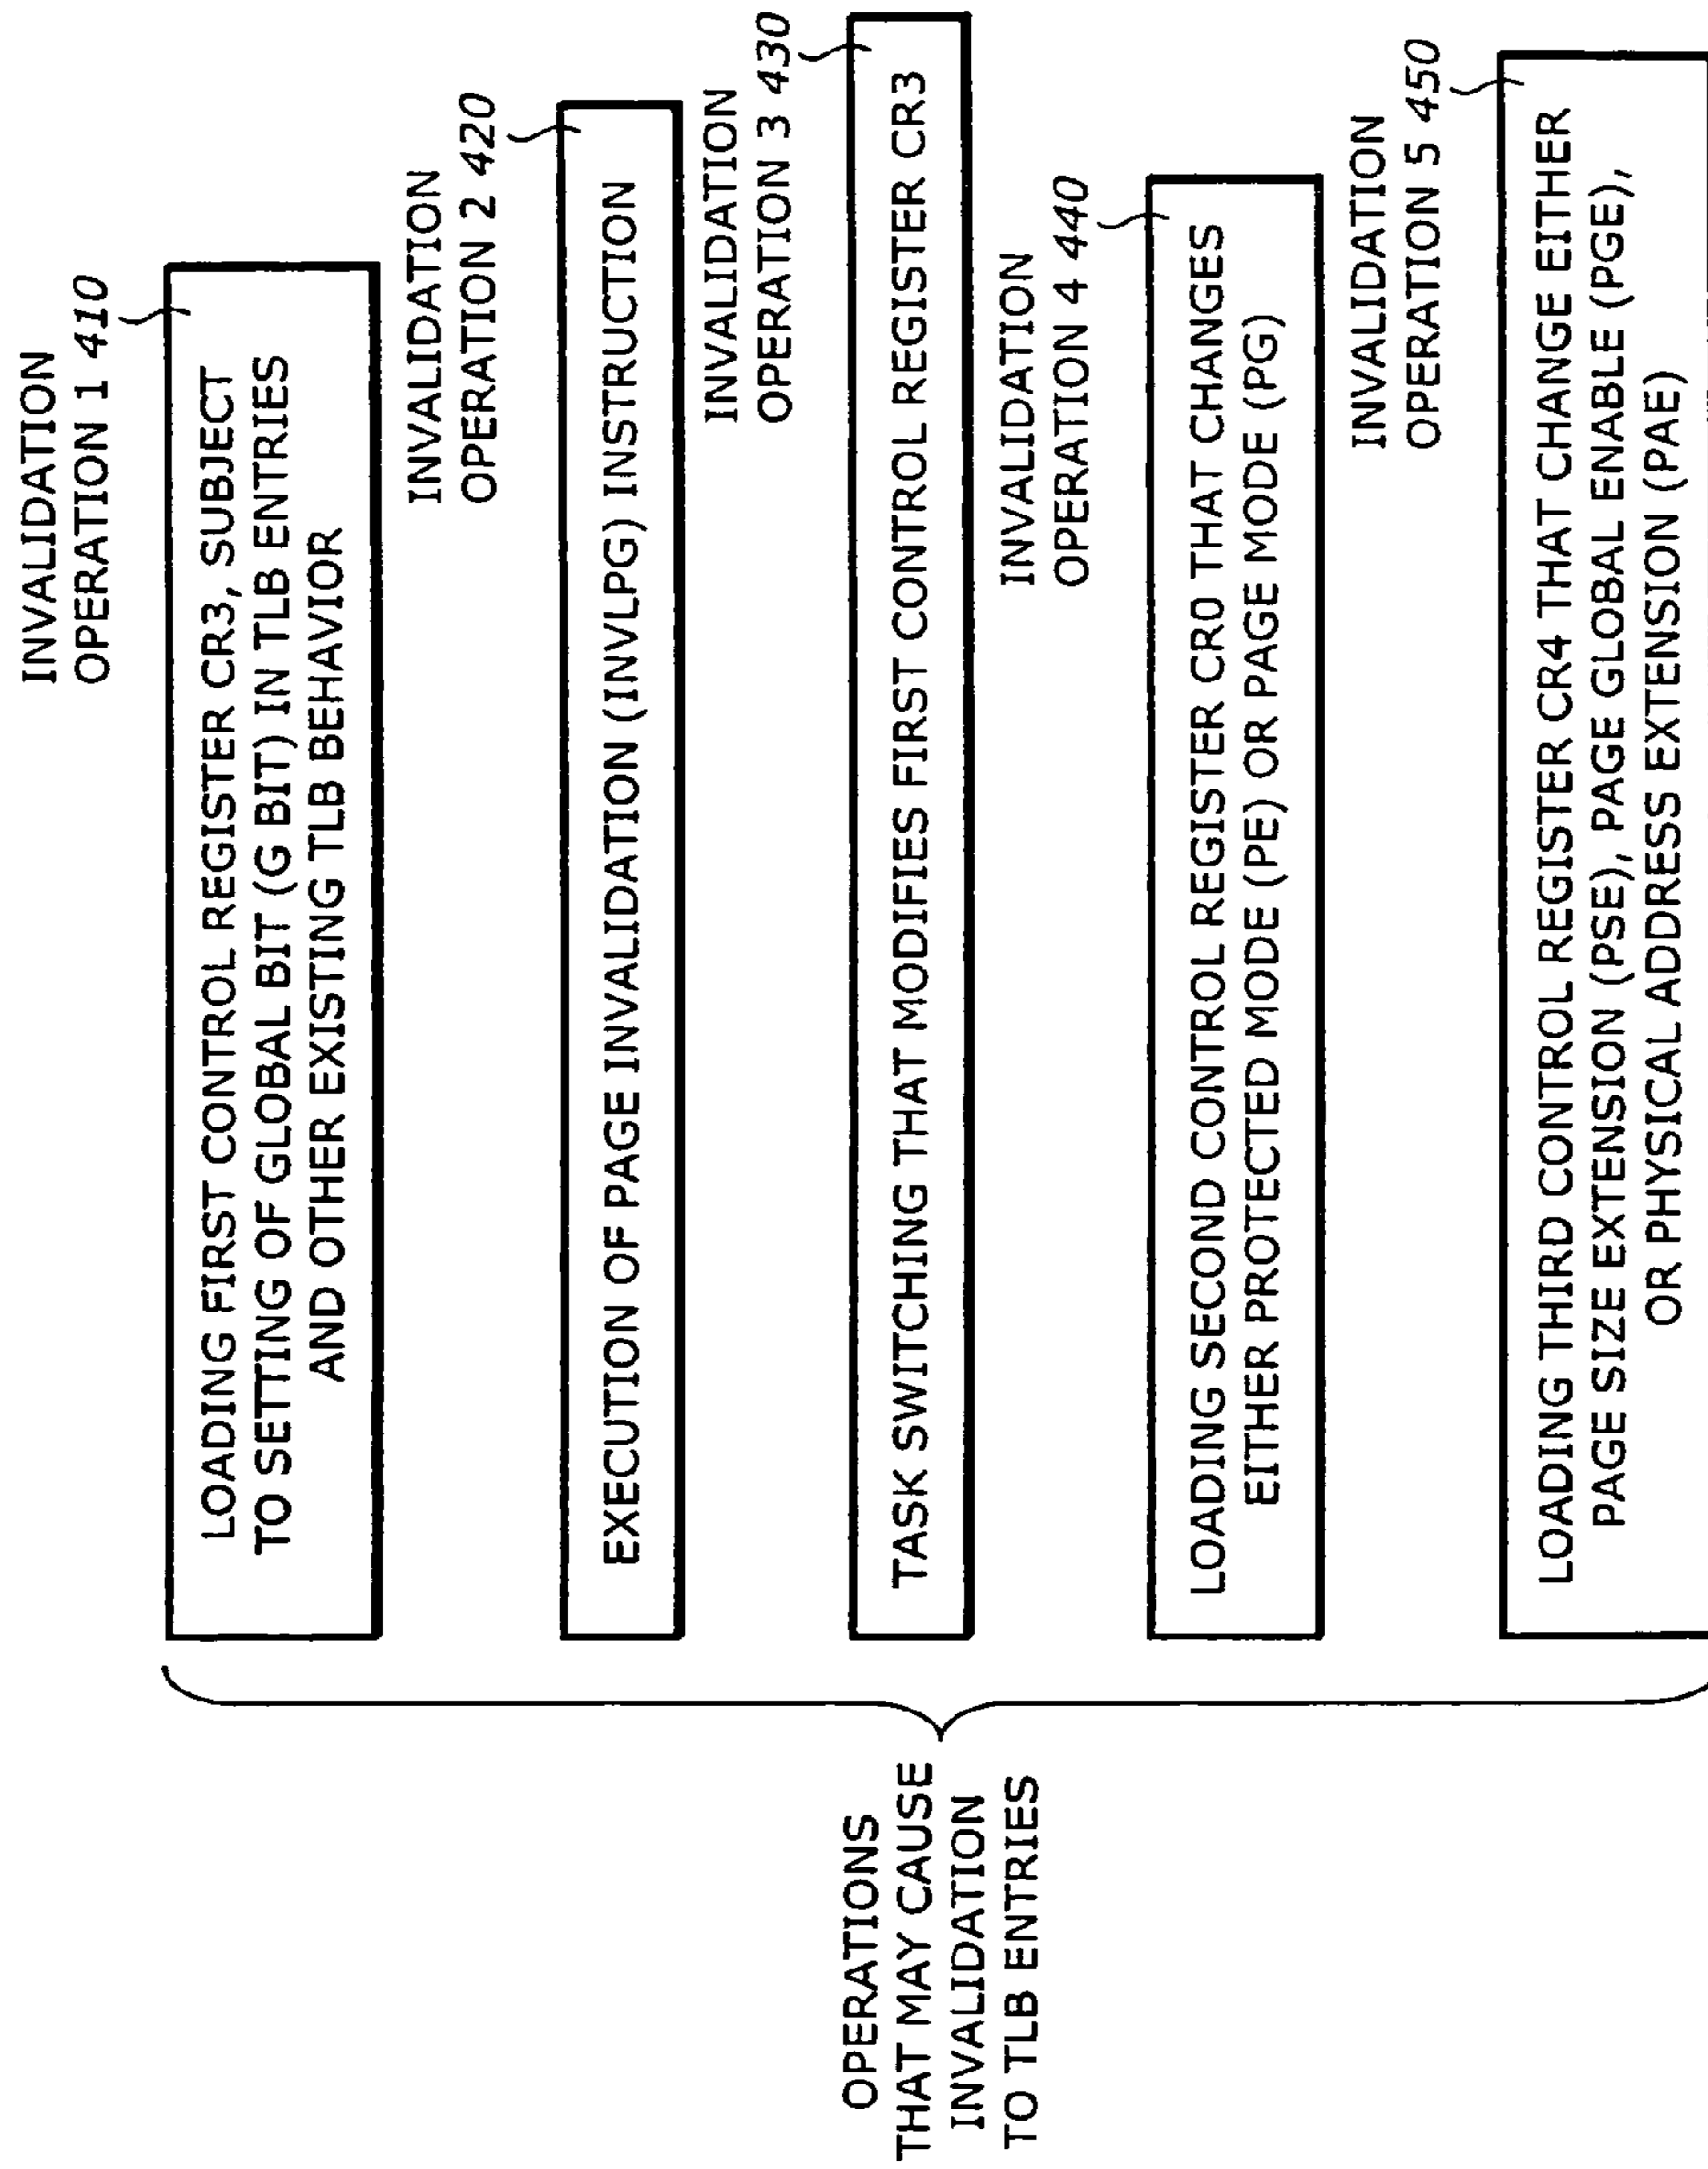 OPERATIONS
THAT MAY CAUSE
INVALIDATION
TO TLB ENTRIES
INVALIDATION
OPERATION 1 410
LOADING FIRST CONTROL REGISTER CR3, SUBJECT
TO SETTING OF GLOBAL BIT (G BIT) IN TLB ENTRIES
AND OTHER EXISTING TLB BEHAVIOR
INVALIDATION
OPERATION 2 420
EXECUTION OF PAGE INVALIDATION (INVLPG) INSTRUCTION
INVALIDATION
OPERATION 3 430
TASK SWITCHING THAT MODIFIES FIRST CONTROL REGISTER CR3
INVALIDATION
OPERATION 4 440
LOADING SECOND CONTROL REGISTER CR0 THAT CHANGES
EITHER PROTECTED MODE (PE) OR PAGE MODE (PG)
INVALIDATION
OPERATION 5 450
LOADING THIRD CONTROL REGISTER CR4 THAT CHANGE EITHER
PAGE SIZE EXTENSION (PSE), PAGE GLOBAL ENABLE (PGE),
OR PHYSICAL ADDRESS EXTENSION (PAE)